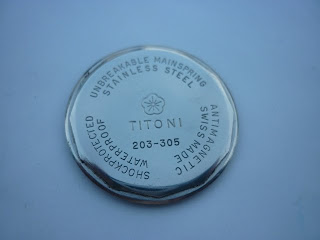 UNBREAKABLE MAINSPRING
STAINLESS STEEL
TITONI
203-305
ANTIMAGNETIC
SWISS MADE
SHOCKPROTECTED
WATERPROOF